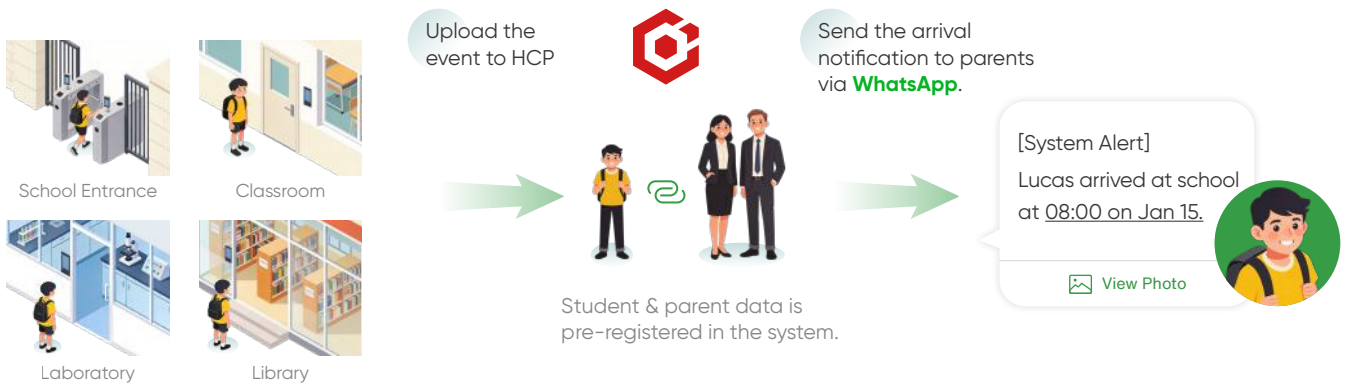 Upload the
event to HCP
Send the arrival
notification to parents
via WhatsApp.
School Entrance
Classroom
Laboratory
Library
Student & parent data is
pre-registered in the system.
[System Alert]
Lucas arrived at school
at 08:00 on Jan 15.
View Photo